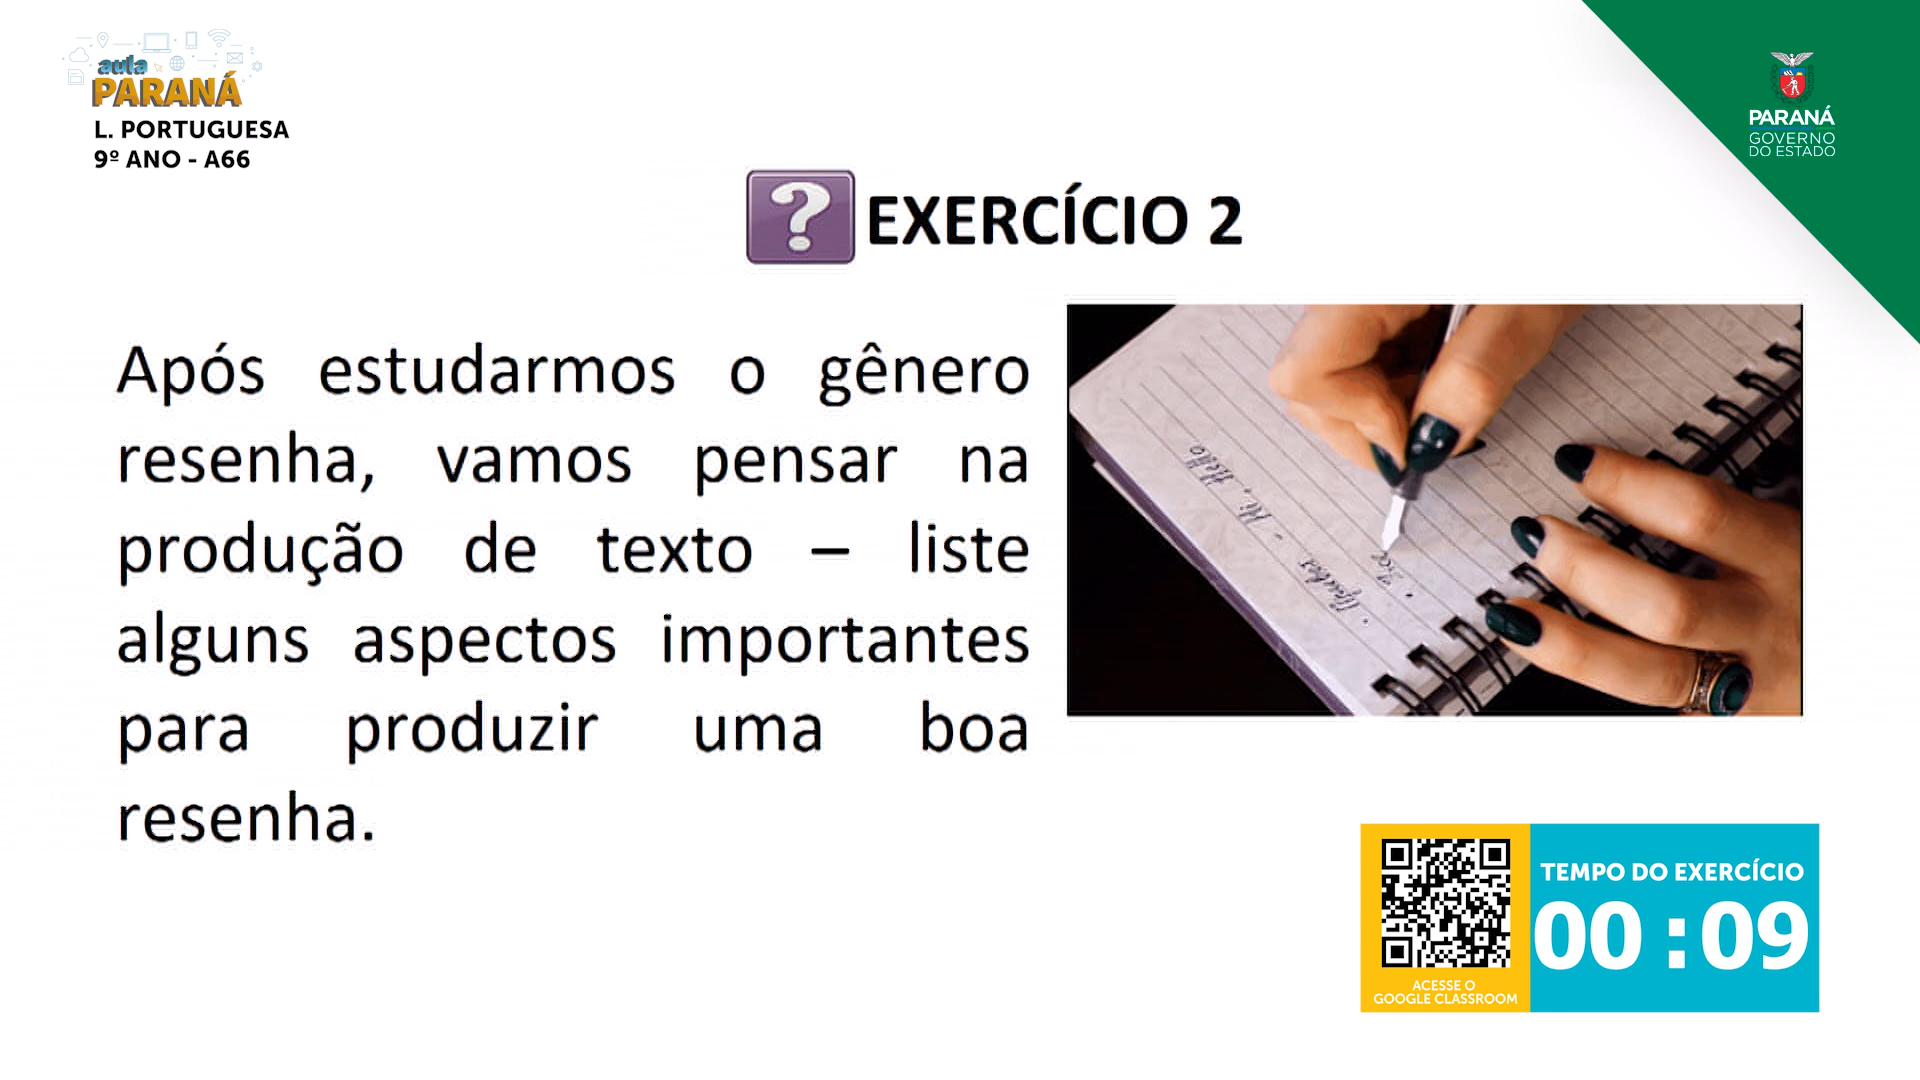 aula
PARANÁ
L. PORTUGUESA
9º ANO - A66
PARANÁ
GOVERNO
DO ESTADO
? EXERCÍCIO 2
Após estudarmos o gênero
resenha, vamos pensar na
produção de texto – liste
alguns aspectos importantes
para produzir uma boa
resenha.
TEMPO DO EXERCÍCIO
00:09
ACESSE O
GOOGLE CLASSROOM